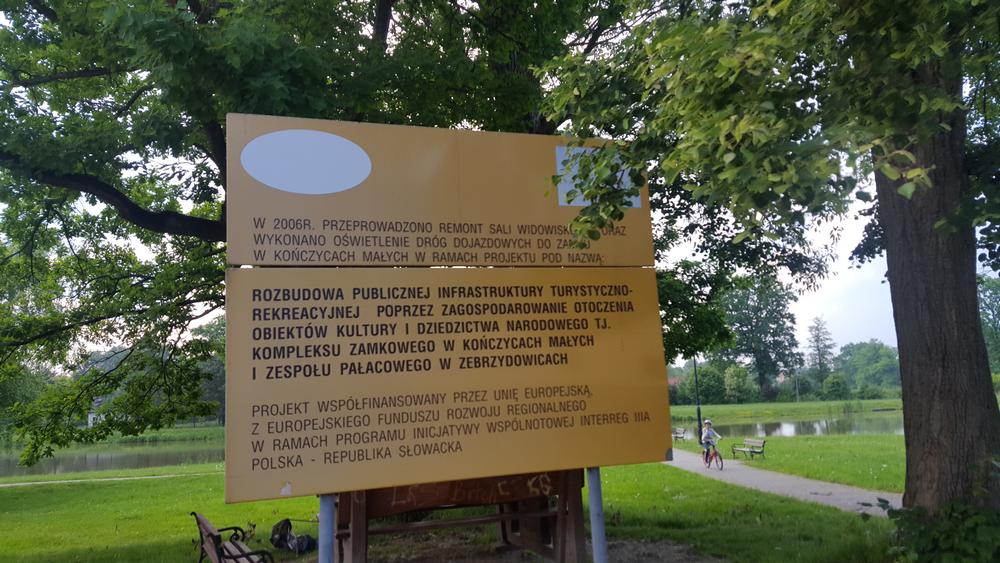 W 2006R. PRZEPROWADZONO REMONT SALI ORAZ
WYKONANO OŚWIETLENIE DRÓG DOJAZDOWYCH DO
W KOŃCZYCACH MAŁYCH W RAMACH PROJEKTU POD NAZWĄ:
ROZBUDOWA PUBLICZNEJ INFRASTRUKTURY TURYSTYCZNO-
REKREACYJNEJ POPRZEZ ZAGOSPODAROWANIE OTOCZENIA
OBIEKTÓW KULTURY I DZIEDZICTWA NARODOWEGO TJ.
KOMPLEKSU ZAMKOWEGO W KOŃCZYCACH MAŁYCH
I ZESPOŁU PAŁACOWEGO W ZEBRZYDOWICACH
PROJEKT WSPÓŁFINANSOWANY PRZEZ UNIĘ EUROPEJSKĄ,
Z EUROPEJSKIEGO FUNDUSZU ROZWOJU REGIONALNEGO
W RAMACH PROGRAMU INICJATYWY WSPÓLNOTOWEJ INTERREG IIIA
POLSKA - REPUBLIKA SŁOWACKA